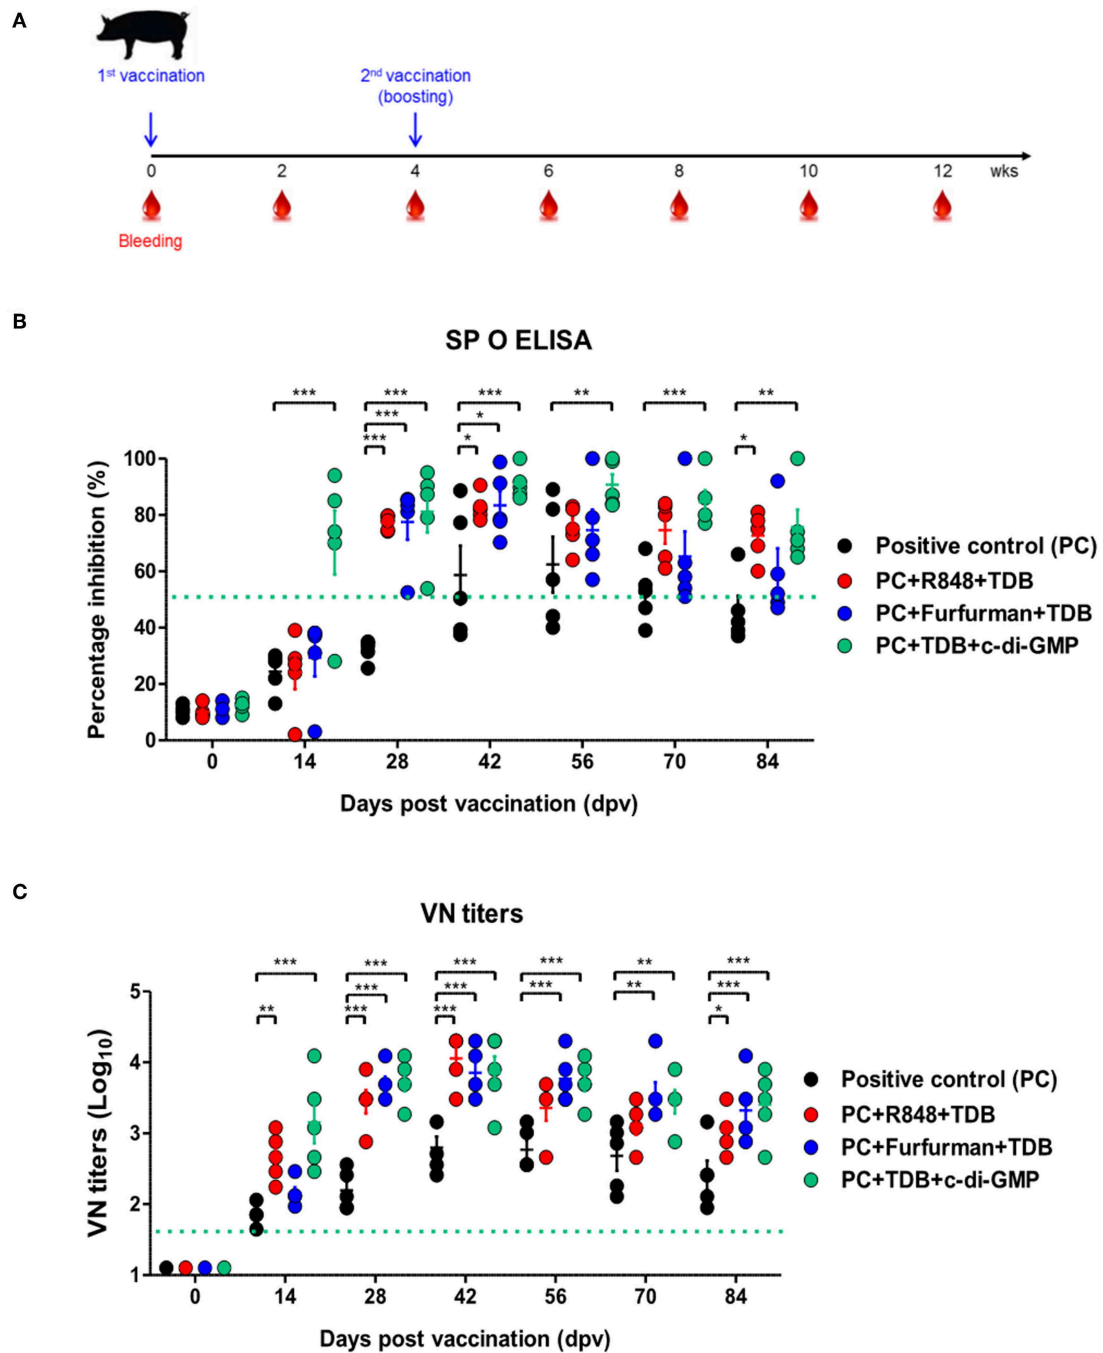 A
1st vaccination
2nd vaccination
(boosting)
0 2 4 6 8 10 12 wks
Bleeding
B
SP O ELISA
*** *** *** ** *** **
*** *
*** * *
100
80
60
40
20
0
Percentage inhibition (%)
0 14 28 42 56 70 84
Days post vaccination (dpv)
Positive control (PC)
PC+R848+TDB
PC+Furfurman+TDB
PC+TDB+c-di-GMP
C
VN titers
*** *** *** *** ** ***
*** *** *** ** ***
** *** *** *
5
4
3
2
1
VN titers (Log10)
0 14 28 42 56 70 84
Days post vaccination (dpv)
Positive control (PC)
PC+R848+TDB
PC+Furfurman+TDB
PC+TDB+c-di-GMP